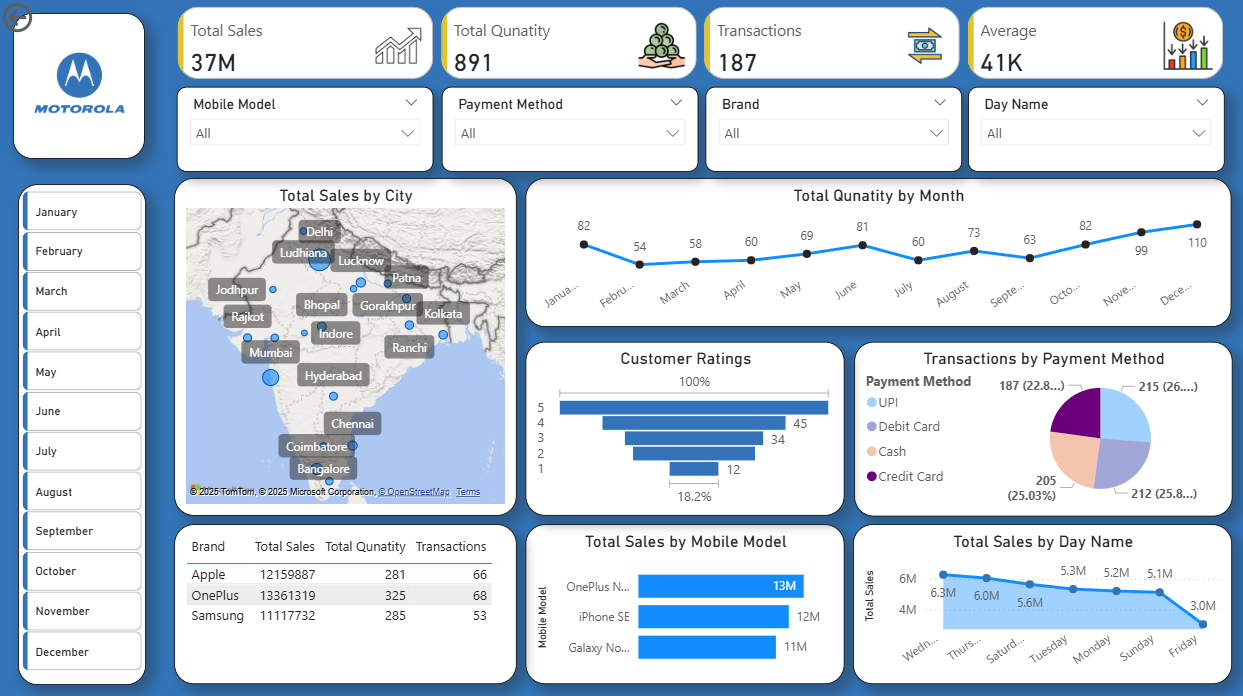 MOTOROLA
Total Sales
37M
Total Qunatity
891
Transactions
187
Average
41K
Mobile Model
All
Payment Method
All
Brand
All
Day Name
All
January
February
March
April
May
June
July
August
September
October
November
December
Total Sales by City
Delhi
Ludhiana
Lucknow
Patna
Jodhpur
Bhopal
Gorakhpur
Rajkot
Kolkata
Indore
Mumbai
Ranchi
Hyderabad
Chennai
Coimbatore
Bangalore
© 2025 TomTom, © 2025 Microsoft Corporation, © OpenStreetMap Terms
Total Qunatity by Month
82 54 58 60 69 81 60 73 63 82 99 110
Janua... Febru... March April May June July August Septe... Octo... Nove... Dece...
Customer Ratings
100%
5
4 45
3 34
2
1 12
18.2%
Transactions by Payment Method
Payment Method
UPI
Debit Card
Cash
Credit Card
187 (22.8...)
215 (26....)
205
(25.03%)
212 (25.8...)
Brand Total Sales Total Qunatity Transactions
Apple 12159887 281 66
OnePlus 13361319 325 68
Samsung 11117732 285 53
Total Sales by Mobile Model
Mobile Model
OnePlus N... 13M
iPhone SE 12M
Galaxy No... 11M
Total Sales by Day Name
Total Sales
6M
4M
6.3M 6.0M 5.6M 5.3M 5.2M 5.1M 3.0M
Wedn... Thurs... Saturd... Tuesday Monday Sunday Friday